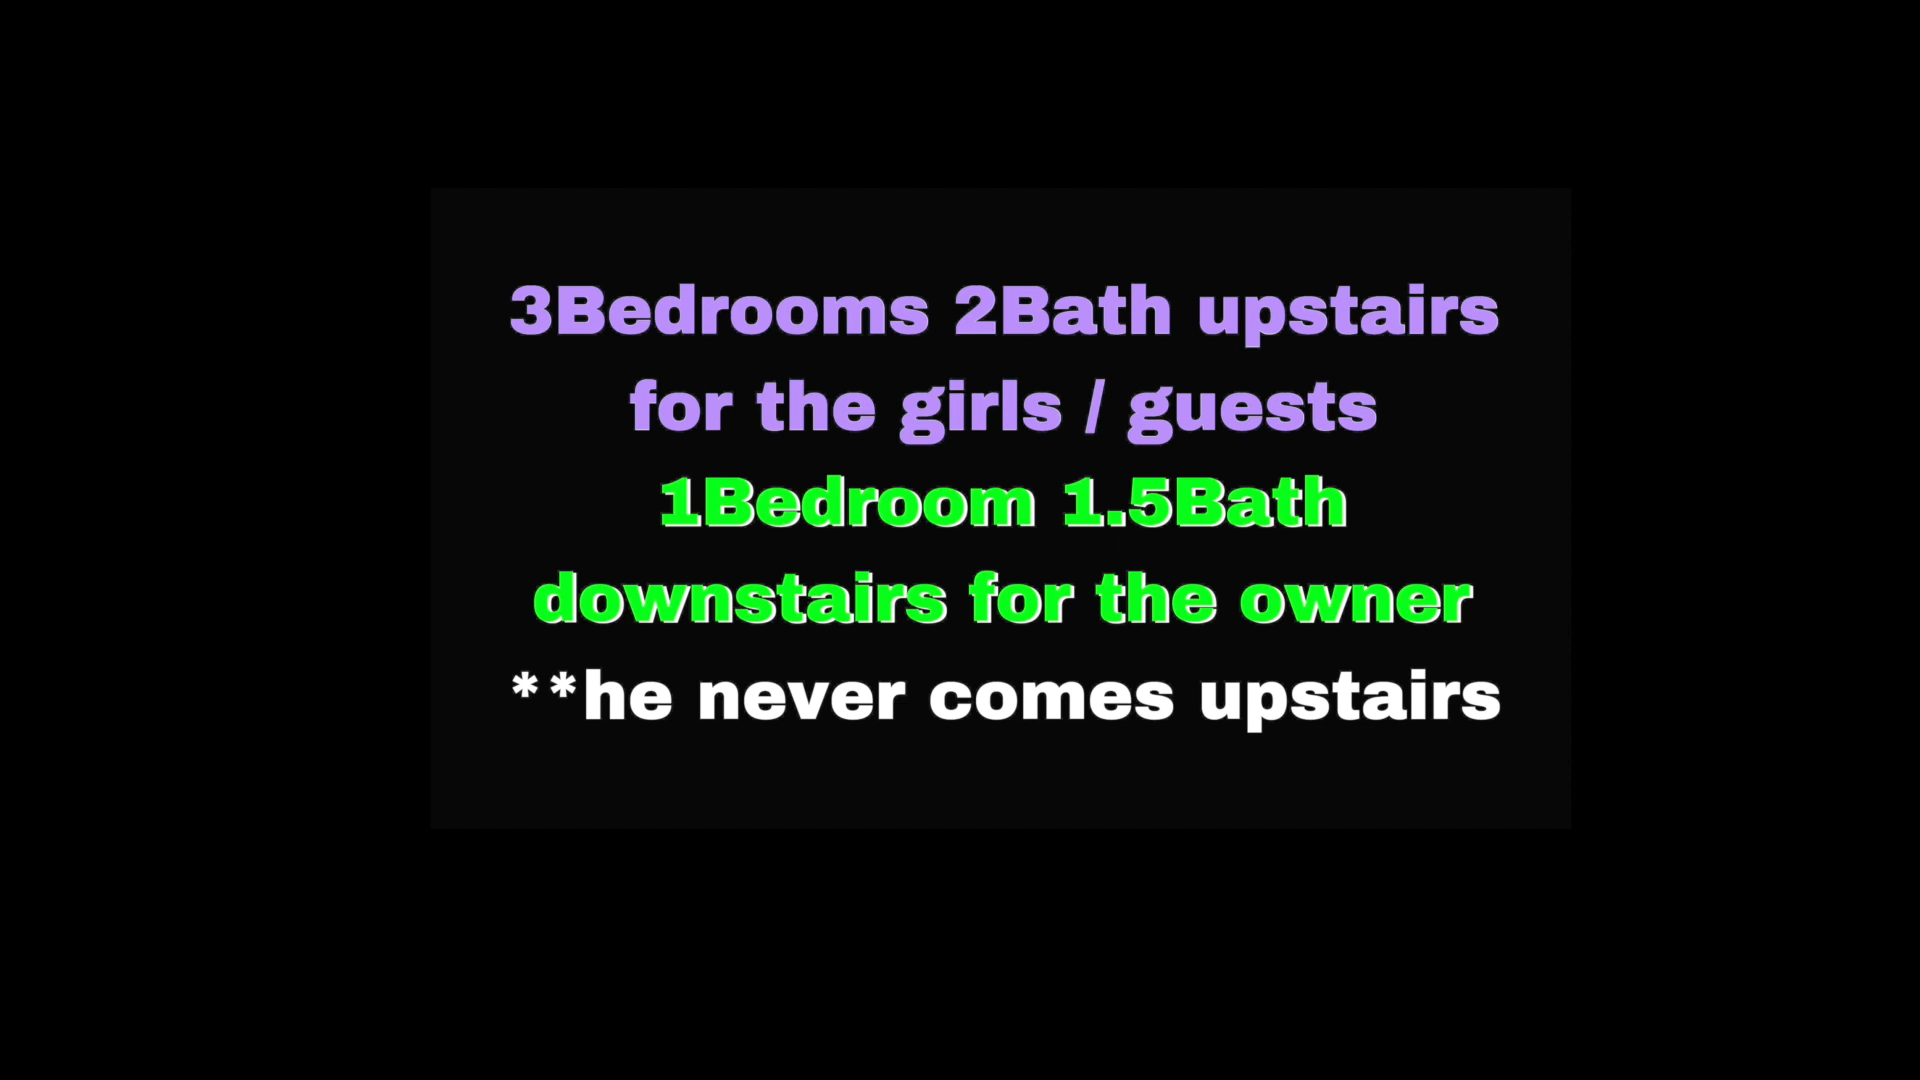 3Bedrooms 2Bath upstairs
for the girls / guests
1Bedroom 1.5Bath
downstairs for the owner
**he never comes upstairs